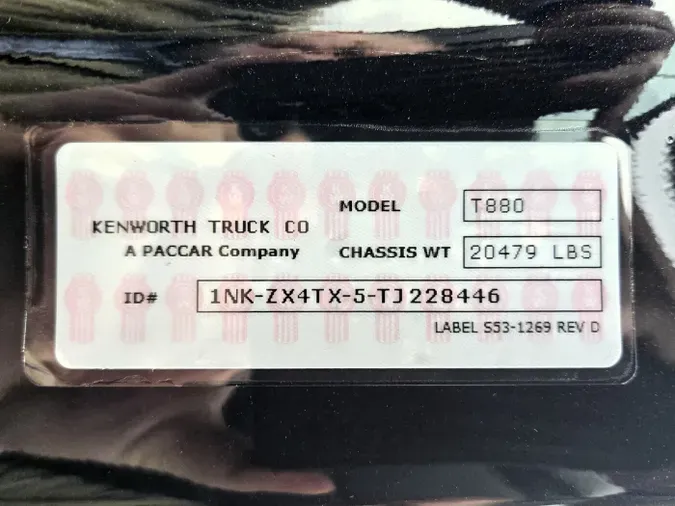 KENWORTH TRUCK CO
A PACCAR Company
MODEL T880
CHASSIS WT 20479 LBS
ID# 1NK-ZX4TX-5-TJ228446
LABEL S53-1269 REV D